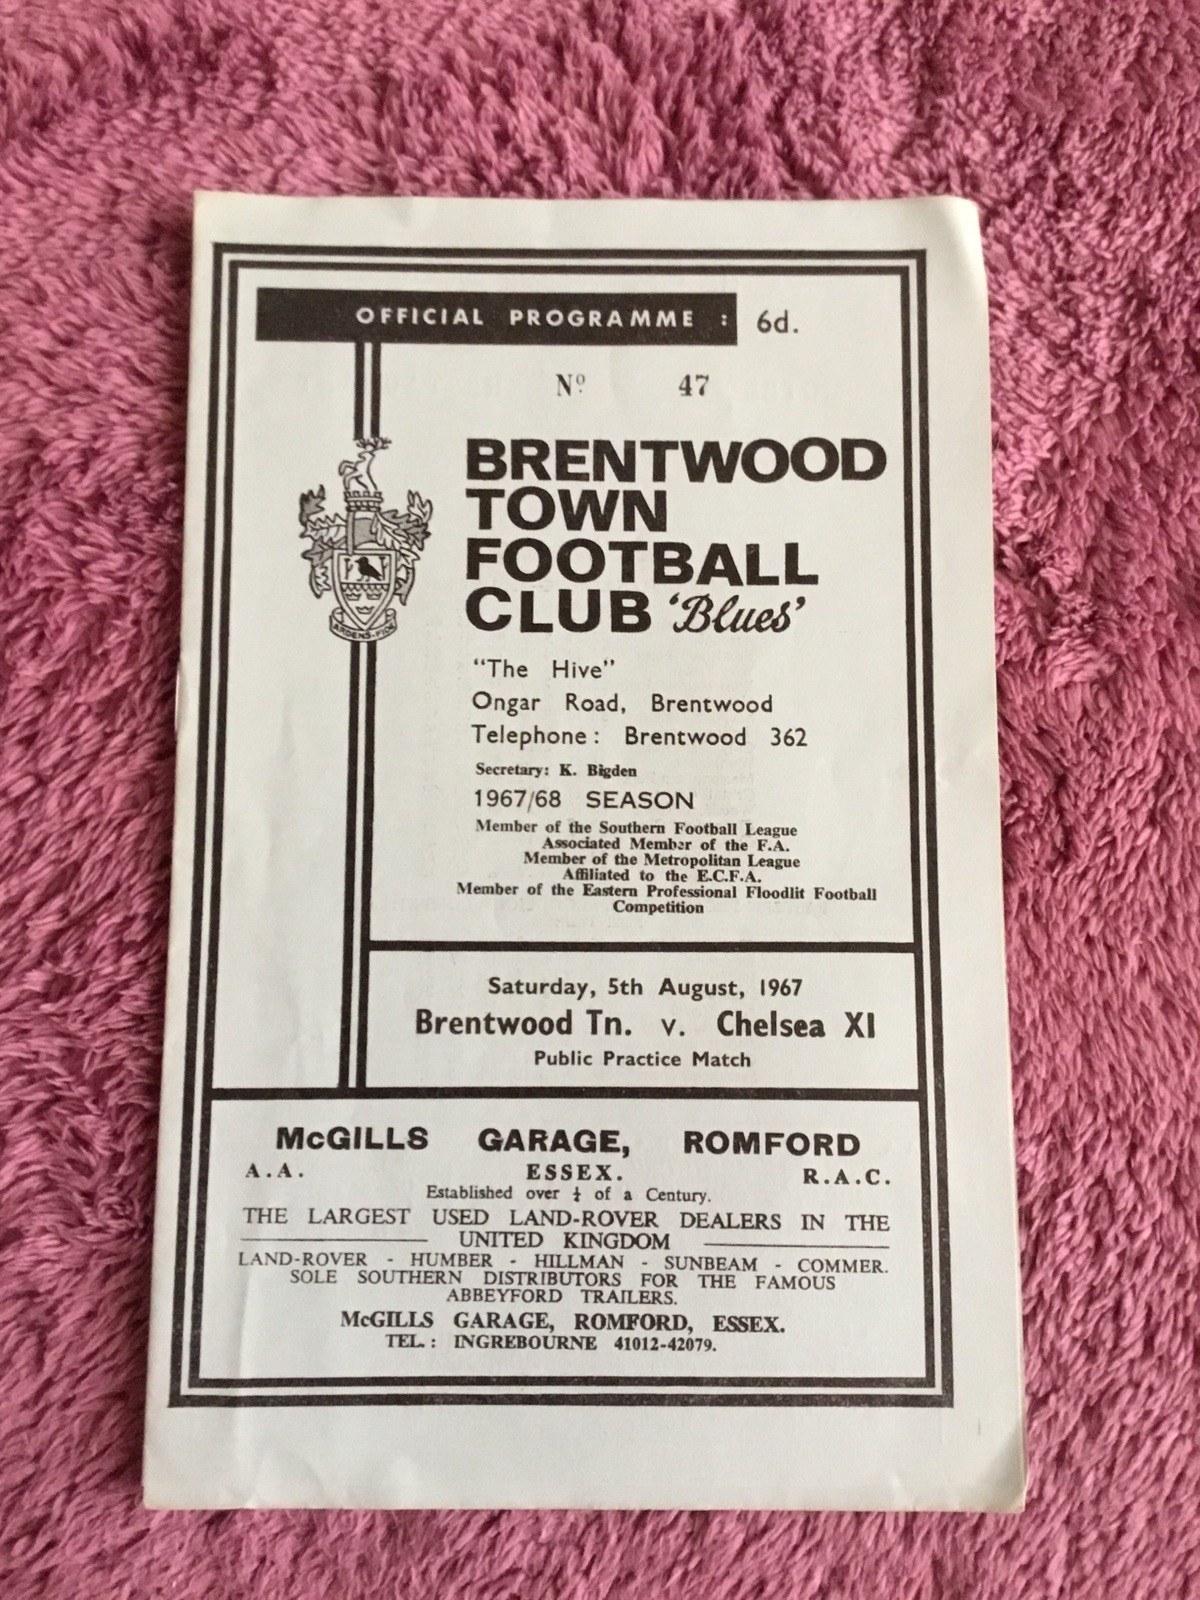 OFFICIAL PROGRAMME : 6d.
Nº 47
BRENTWOOD
TOWN
FOOTBALL
CLUB 'Blues'
ARDENS FIDE
"The Hive"
Ongar Road, Brentwood
Telephone: Brentwood 362
Secretary: K. Bigden
1967/68 SEASON
Member of the Southern Football League
Associated Member of the F.A.
Member of the Metropolitan League
Affiliated to the E.C.F.A.
Member of the Eastern Professional Floodlit Football
Competition
Saturday, 5th August, 1967
Brentwood Tn. v. Chelsea XI
Public Practice Match
McGILLS GARAGE, ROMFORD
A.A. ESSEX. R.A.C.
Established over ¼ of a Century.
THE LARGEST USED LAND-ROVER DEALERS IN THE
UNITED KINGDOM
LAND-ROVER - HUMBER - HILLMAN - SUNBEAM - COMMER.
SOLE SOUTHERN DISTRIBUTORS FOR THE FAMOUS
ABBEYFORD TRAILERS.
McGILLS GARAGE, ROMFORD, ESSEX.
TEL.: INGREBOURNE 41012-42079.